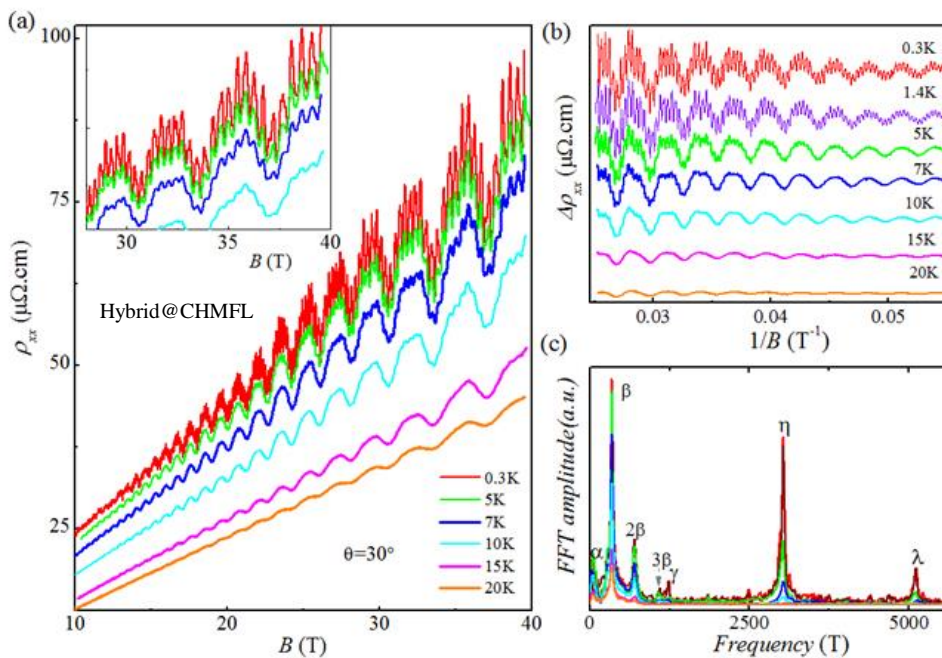 (a)
100
75
50
25
ρxx (μΩ.cm)
30
35
40
B (T)
Hybrid@CHMFL
0.3K
5K
7K
10K
15K
20K
θ=30°
10
20
30
40
B (T)
(b)
Δρxx (μΩ.cm)
0.3K
1.4K
5K
7K
10K
15K
20K
0.03
0.04
0.05
1/B (T⁻¹)
(c)
FFT amplitude(a.u.)
α
β
2β
3β
γ
η
λ
0
2500
5000
Frequency (T)